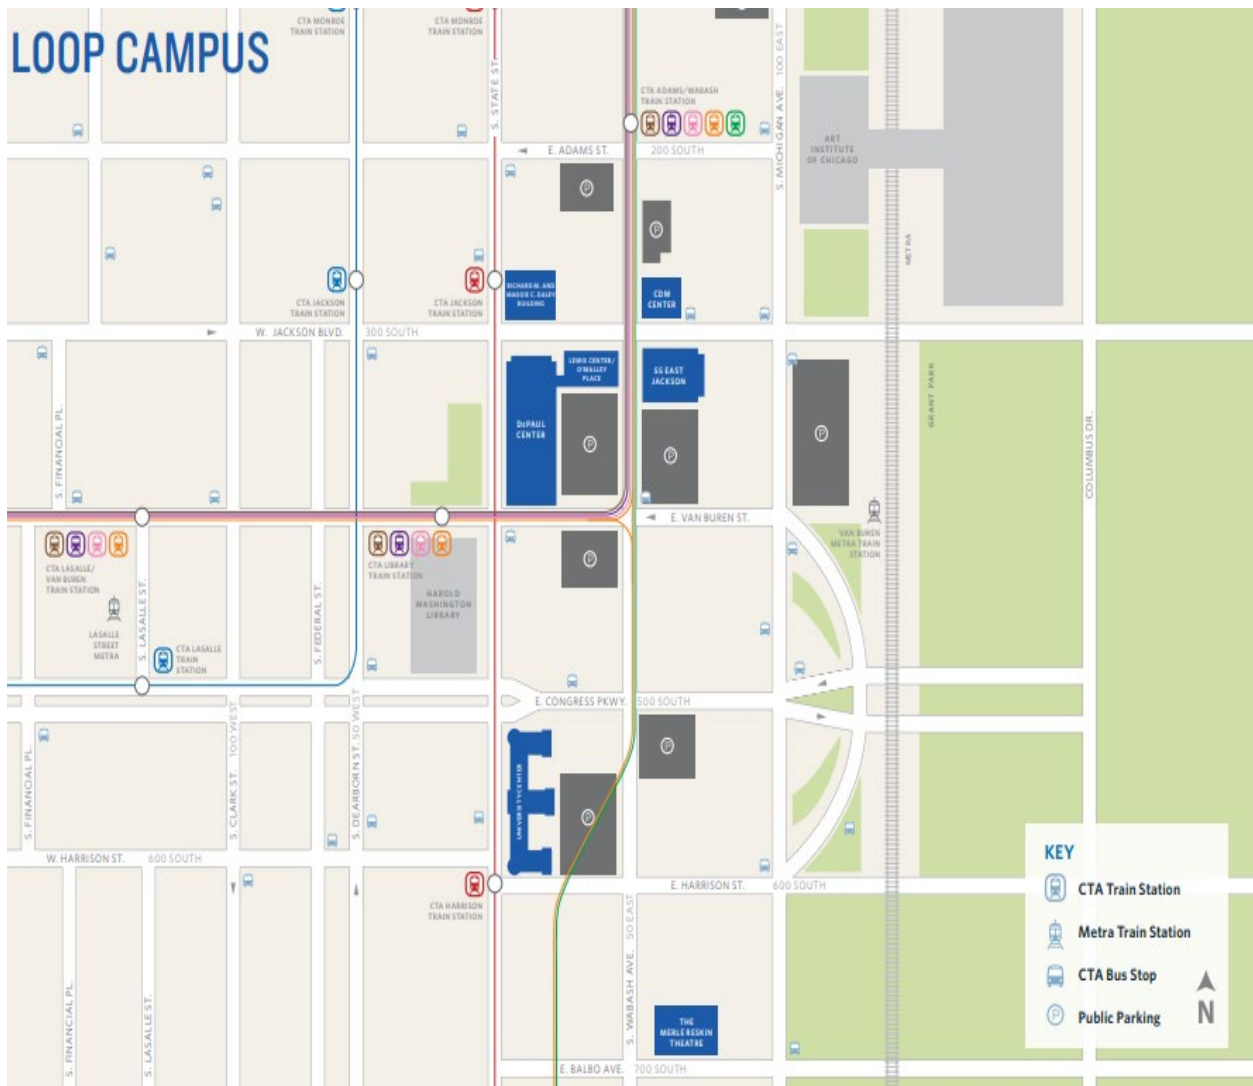 LOOP CAMPUS
CTA MONROE
TRAIN STATION
CTA MONROE
TRAIN STATION
S. STATE ST.
CTA ADAMS/WABASH
TRAIN STATION
S. MICHIGAN AVE. 100 EAST
E. ADAMS ST. 200 SOUTH
ART
INSTITUTE
OF CHICAGO
P
P
METRA
CTA JACKSON
TRAIN STATION
CTA JACKSON
TRAIN STATION
RICHARD M. AND
MAGGIE C. DALEY
BUILDING
CDM
CENTER
W. JACKSON BLVD. 300 SOUTH
LEWIS CENTER/
O'MALLEY
PLACE
55 EAST
JACKSON
DEPAUL
CENTER
P
P
P
GRANT PARK
COLUMBUS DR.
S. FINANCIAL PL.
E. VAN BUREN ST.
VAN BUREN
METRA TRAIN
STATION
CTA LASALLE/
VAN BUREN
TRAIN STATION
CTA LIBRARY
TRAIN STATION
P
HAROLD
WASHINGTON
LIBRARY
LASALLE
STREET
METRA
S. LASALLE ST.
CTA LASALLE
TRAIN
STATION
S. FEDERAL ST.
E. CONGRESS PKWY. 500 SOUTH
S. FINANCIAL PL.
S. CLARK ST. 100 WEST
S. DEARBORN ST. 50 WEST
UNIVERSITY CENTER
P
P
W. HARRISON ST. 600 SOUTH
CTA HARRISON
TRAIN STATION
E. HARRISON ST. 600 SOUTH
S. WABASH AVE. 50 EAST
S. FINANCIAL PL.
S. LASALLE ST.
THE
MERLE RESKIN
THEATRE
E. BALBO AVE. 700 SOUTH
KEY
CTA Train Station
Metra Train Station
CTA Bus Stop
P Public Parking
N